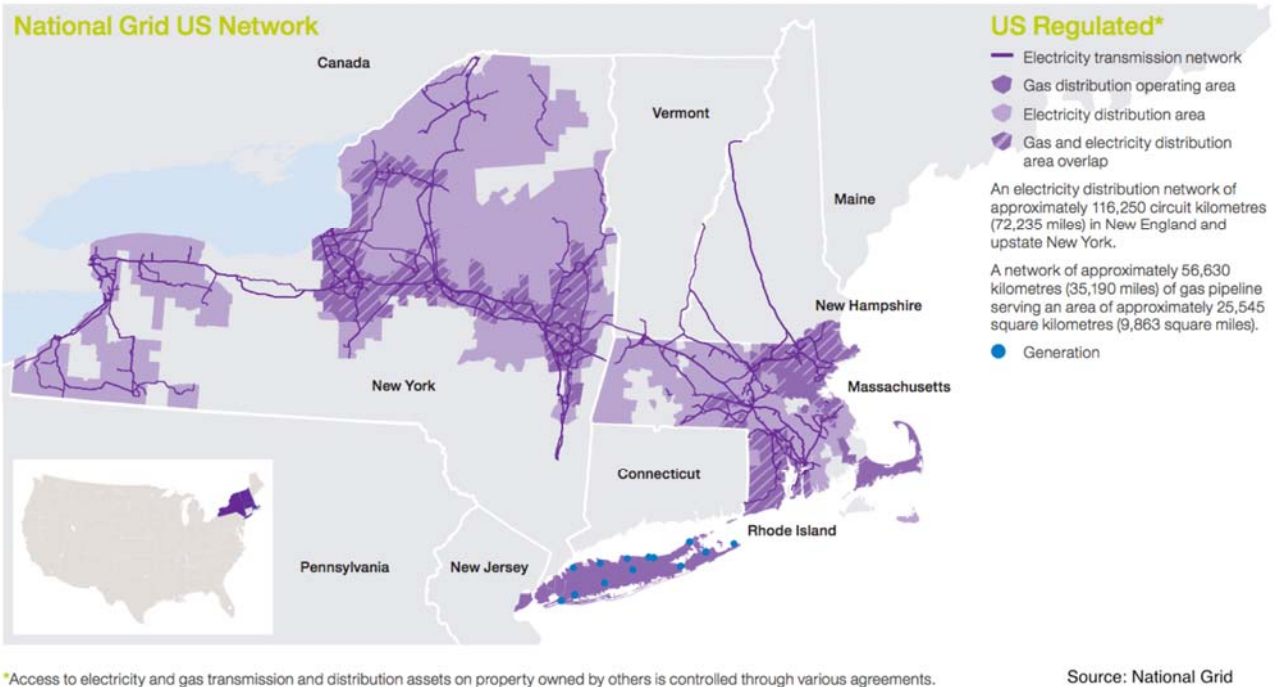 National Grid US Network
Canada
Vermont
Maine
New Hampshire
New York
Massachusetts
Connecticut
Rhode Island
Pennsylvania
New Jersey
US Regulated*
Electricity transmission network
Gas distribution operating area
Electricity distribution area
Gas and electricity distribution
area overlap
An electricity distribution network of
approximately 116,250 circuit kilometres
(72,235 miles) in New England and
upstate New York.
A network of approximately 56,630
kilometres (35,190 miles) of gas pipeline
serving an area of approximately 25,545
square kilometres (9,863 square miles).
Generation
*Access to electricity and gas transmission and distribution assets on property owned by others is controlled through various agreements.
Source: National Grid